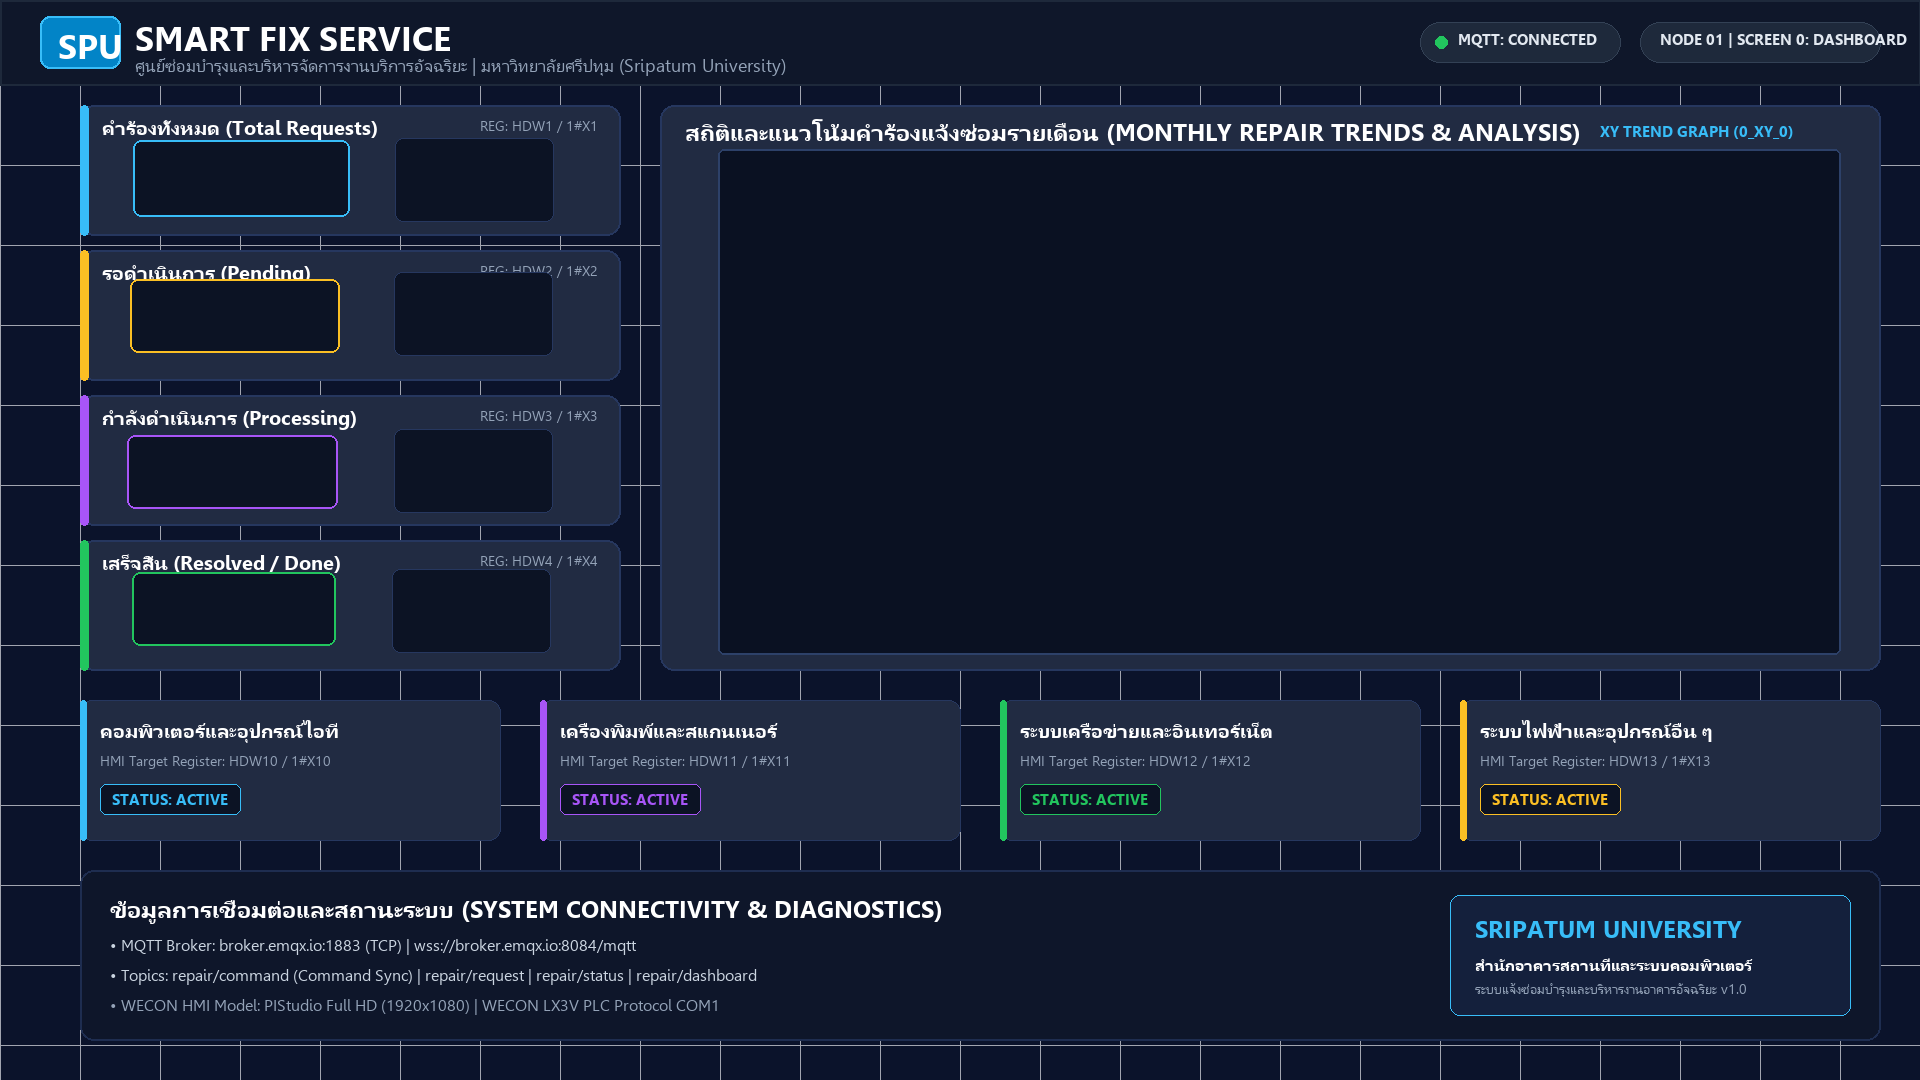 SPU
SMART FIX SERVICE
ศูนย์ซ่อมบำรุงและบริหารจัดการงานบริการอัจฉริยะ | มหาวิทยาลัยศรีปทุม (Sripatum University)
MQTT: CONNECTED
NODE 01 | SCREEN 0: DASHBOARD
คำร้องทั้งหมด (Total Requests)
REG: HDW1 / 1#X1
รอดำเนินการ (Pending)
REG: HDW2 / 1#X2
กำลังดำเนินการ (Processing)
REG: HDW3 / 1#X3
เสร็จสิ้น (Resolved / Done)
REG: HDW4 / 1#X4
สถิติและแนวโน้มคำร้องแจ้งซ่อมรายเดือน (MONTHLY REPAIR TRENDS & ANALYSIS)
XY TREND GRAPH (0_XY_0)
คอมพิวเตอร์และอุปกรณ์ไอที
HMI Target Register: HDW10 / 1#X10
STATUS: ACTIVE
เครื่องพิมพ์และสแกนเนอร์
HMI Target Register: HDW11 / 1#X11
STATUS: ACTIVE
ระบบเครือข่ายและอินเทอร์เน็ต
HMI Target Register: HDW12 / 1#X12
STATUS: ACTIVE
ระบบไฟฟ้าและอุปกรณ์อื่น ๆ
HMI Target Register: HDW13 / 1#X13
STATUS: ACTIVE
ข้อมูลการเชื่อมต่อและสถานะระบบ (SYSTEM CONNECTIVITY & DIAGNOSTICS)
• MQTT Broker: broker.emqx.io:1883 (TCP) | wss://broker.emqx.io:8084/mqtt
• Topics: repair/command (Command Sync) | repair/request | repair/status | repair/dashboard
• WECON HMI Model: PIStudio Full HD (1920x1080) | WECON LX3V PLC Protocol COM1
SRIPATUM UNIVERSITY
สำนักอาคารสถานที่และระบบคอมพิวเตอร์
ระบบแจ้งซ่อมบำรุงและบริหารงานอาคารอัจฉริยะ v1.0